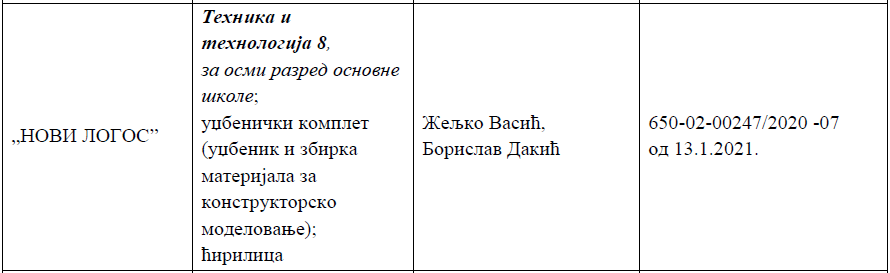 „НОВИ ЛОГОС”
Техника и
технологија 8,
за осми разред основне
школе;
уџбенички комплет
(уџбеник и збирка
материјала за
конструкторско
моделовање);
ћирилица
Жељко Васић,
Борислав Дакић
650-02-00247/2020 -07
од 13.1.2021.